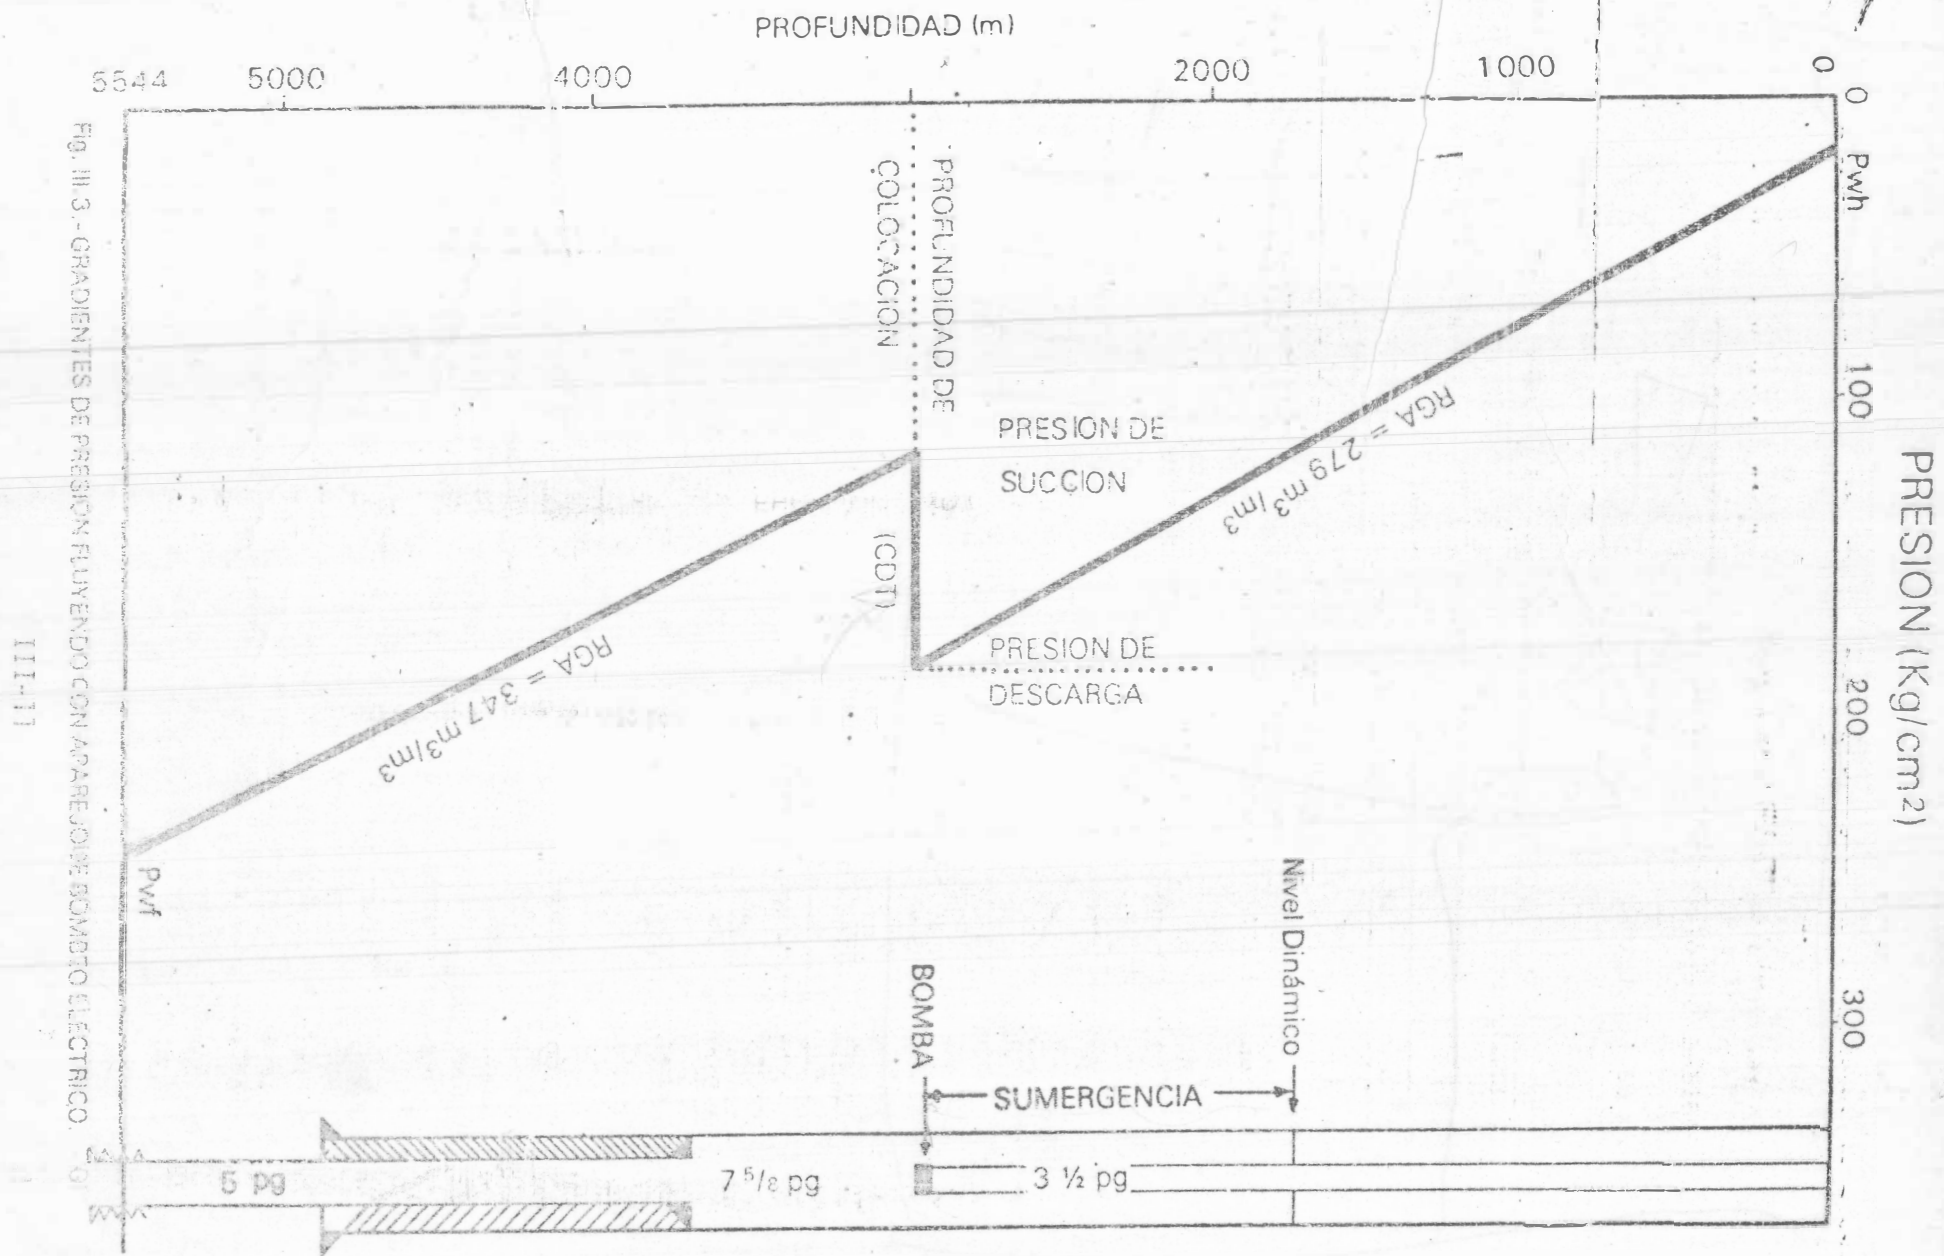 PROFUNDIDAD (m)
5544 5000 4000 2000 1000 0
0
Pwh
100
200
300
PRESION (Kg/cm²)
PROFUNDIDAD DE
COLOCACION
PRESION DE
SUCCION
(CDT)
PRESION DE
DESCARGA
RGA = 279 m³/m³
RGA = 347 m³/m³
Pwf
Nivel Dinámico
BOMBA
SUMERGENCIA
5 pg
7 ⁵/₈ pg
3 ½ pg
Fig. III.3.- GRADIENTES DE PRESION FLUYENDO CON APAREJO DE BOMBEO ELECTRICO.
III-11